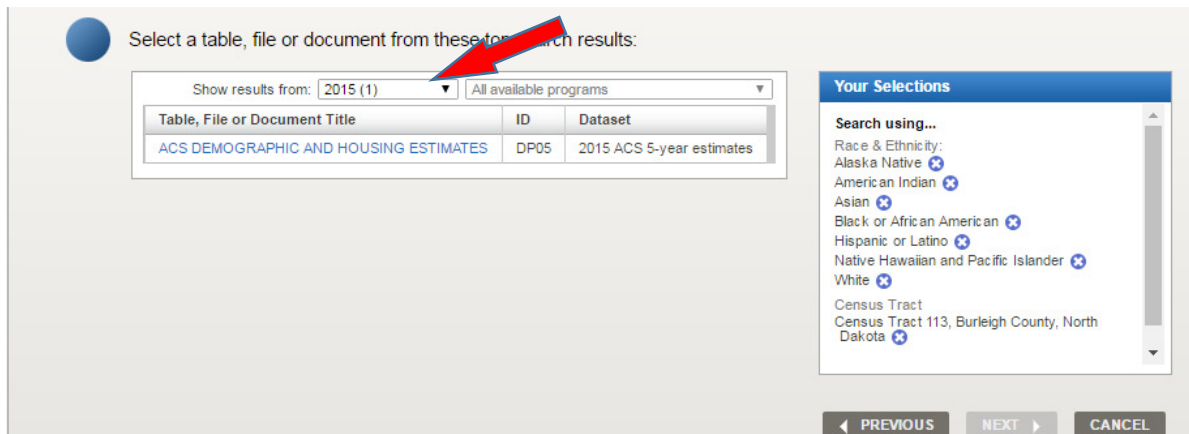 Select a table, file or document from these top search results:
Show results from: 2015 (1) All available programs
Table, File or Document Title ID Dataset
ACS DEMOGRAPHIC AND HOUSING ESTIMATES DP05 2015 ACS 5-year estimates
Your Selections
Search using...
Race & Ethnicity:
Alaska Native
American Indian
Asian
Black or African American
Hispanic or Latino
Native Hawaiian and Pacific Islander
White
Census Tract
Census Tract 113, Burleigh County, North
Dakota
PREVIOUS NEXT CANCEL